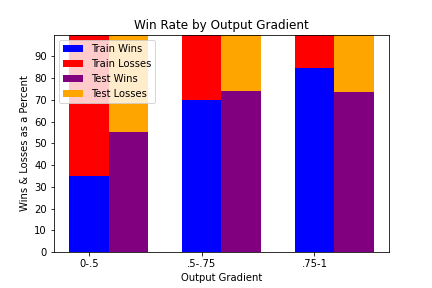 Win Rate by Output Gradient
Train Wins
Train Losses
Test Wins
Test Losses
Wins & Losses as a Percent
90
80
70
60
50
40
30
20
10
0
0-.5
.5-.75
.75-1
Output Gradient